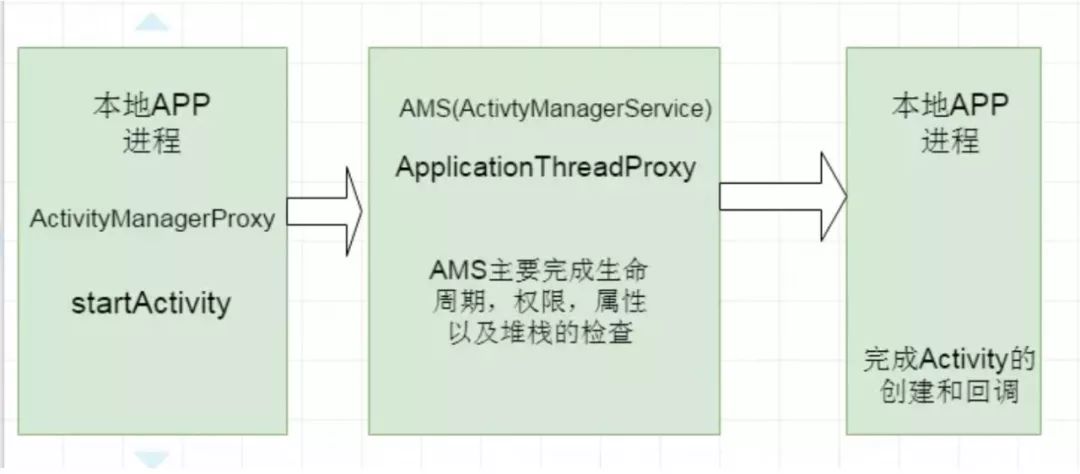 本地APP
进程
ActivityManagerProxy
startActivity
AMS(ActivtyManagerService)
ApplicationThreadProxy
AMS主要完成生命
周期，权限，属性
以及堆栈的检查
本地APP
进程
完成Activity的
创建和回调